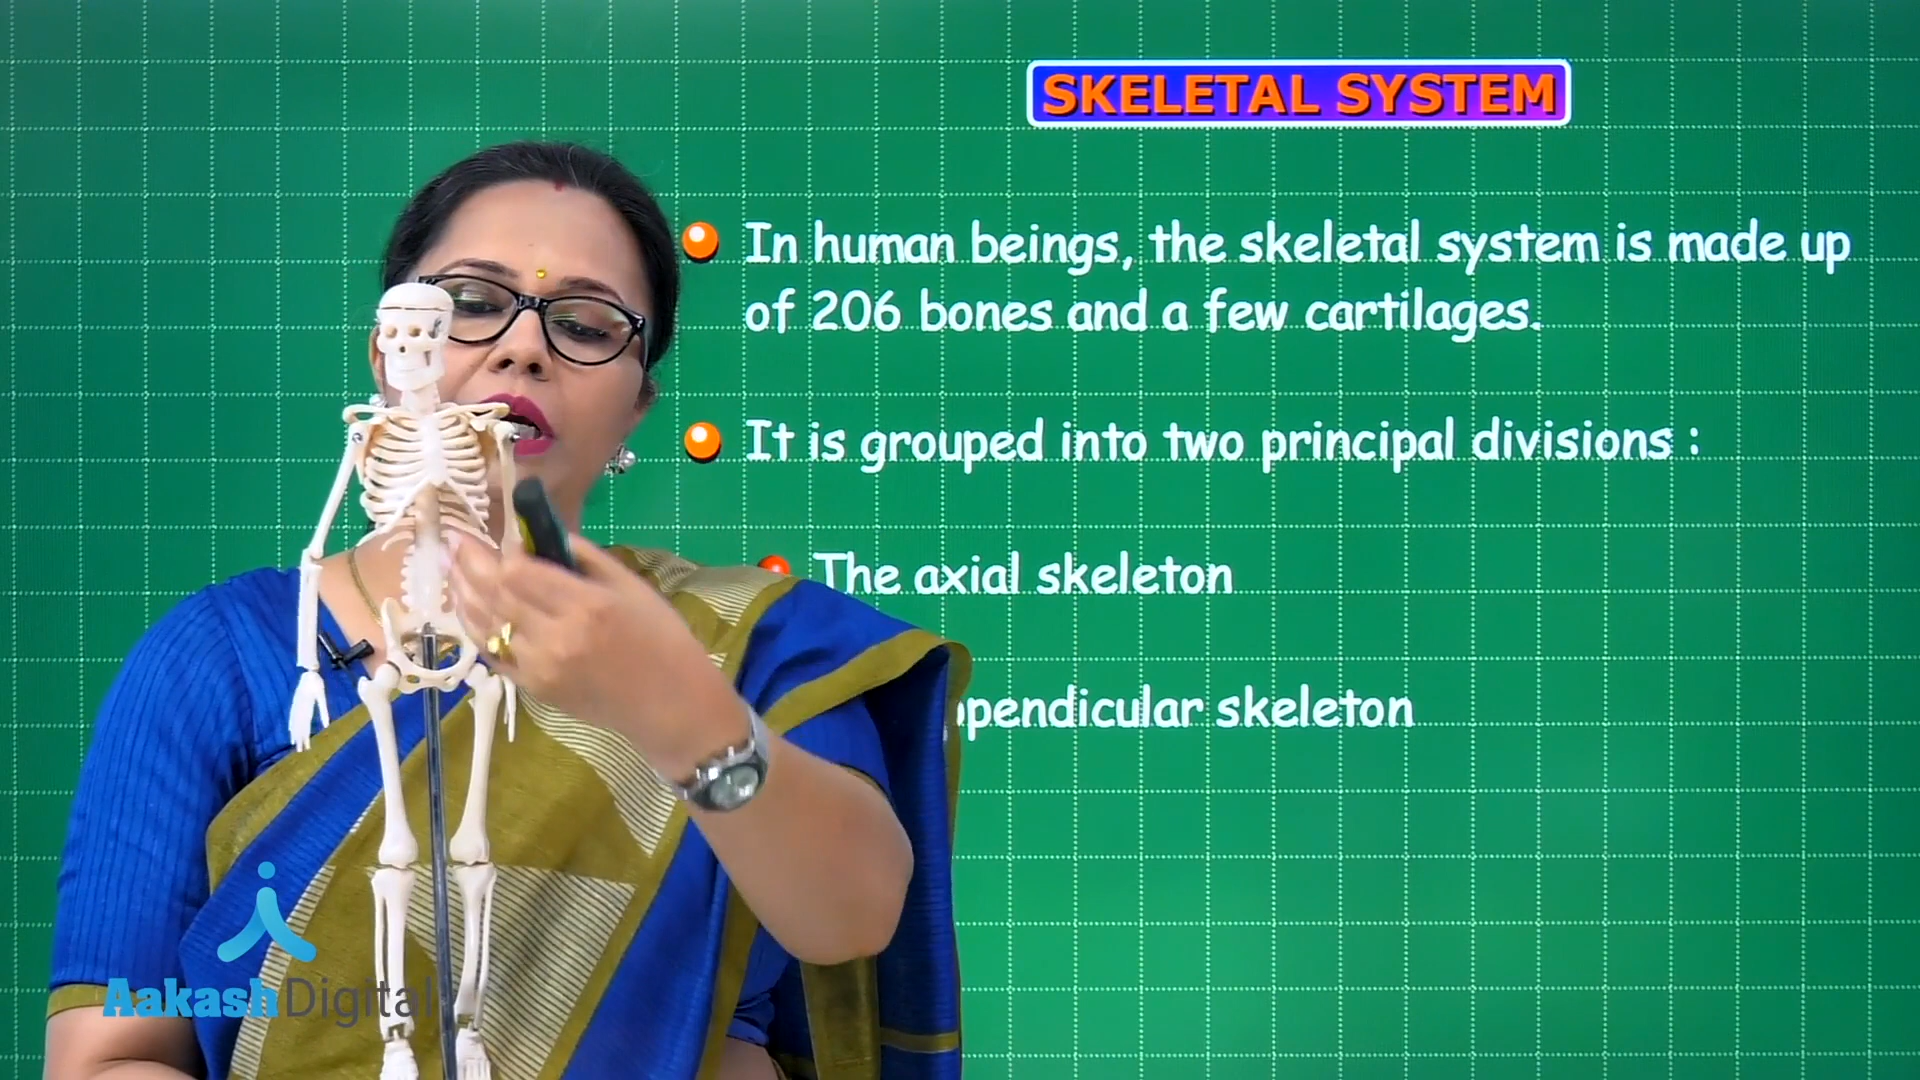 SKELETAL SYSTEM
In human beings, the skeletal system is made up
of 206 bones and a few cartilages.
It is grouped into two principal divisions :
The axial skeleton
skeleton
Aakash Digital